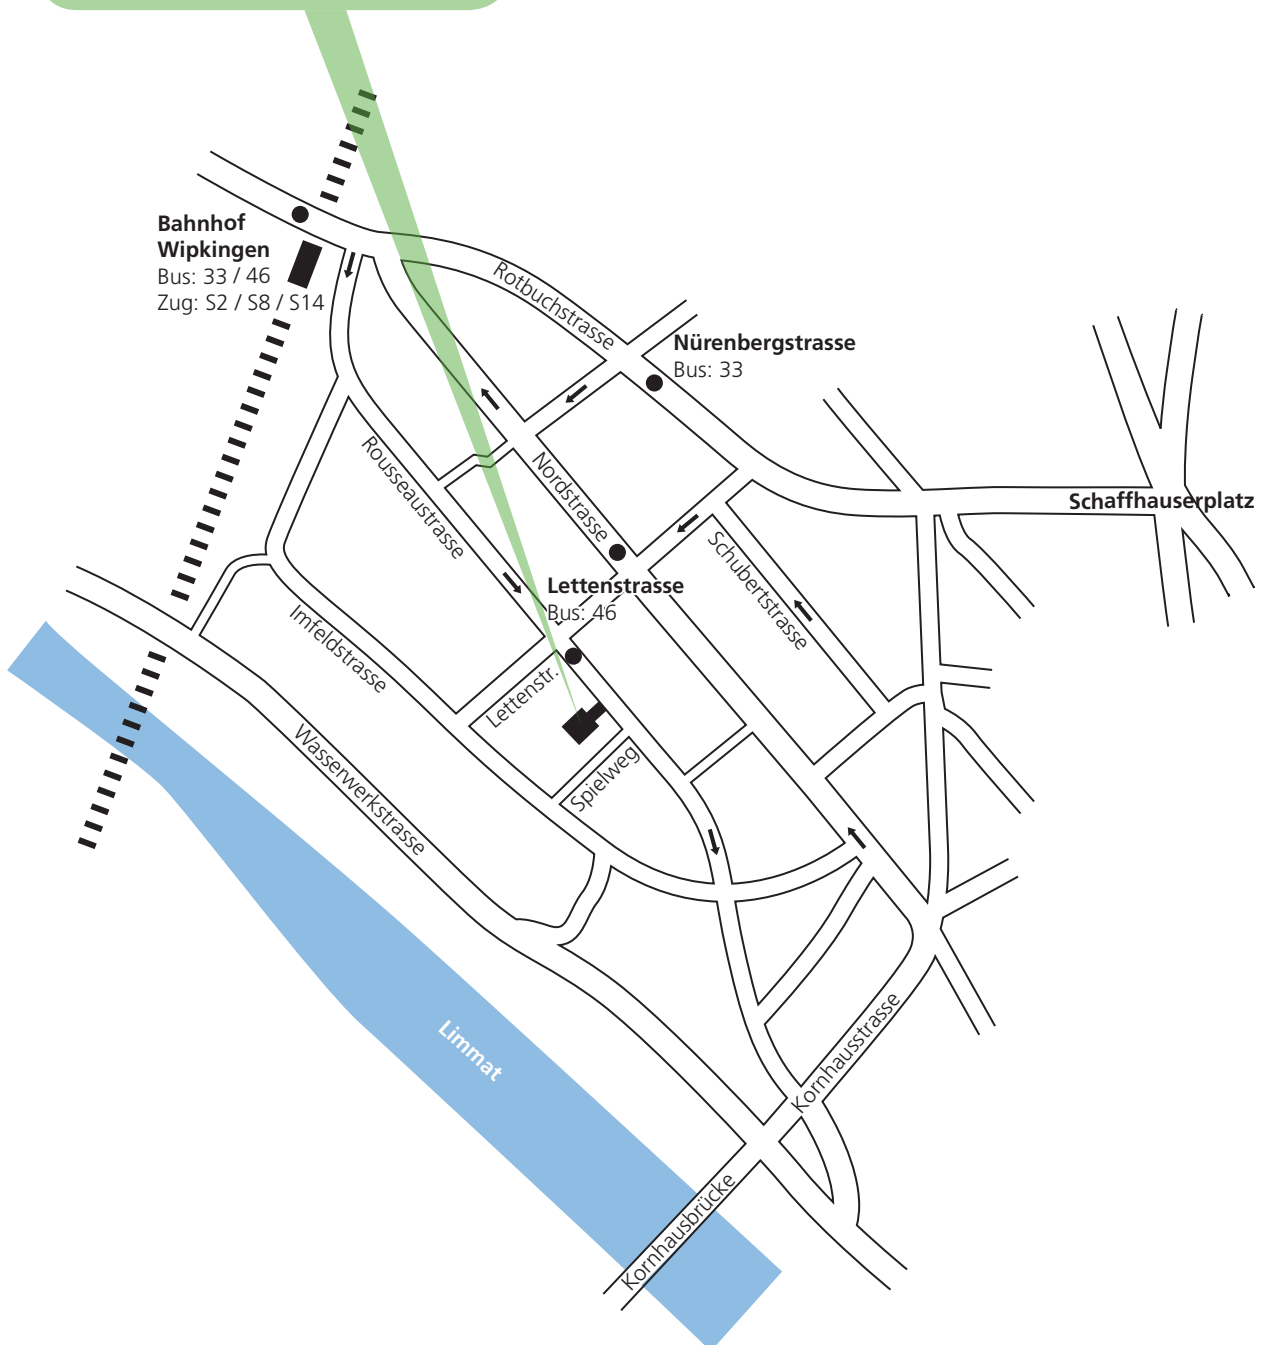 Bahnhof
Wipkingen
Bus: 33 / 46
Zug: S2 / S8 / S14
Rotbuchstrasse
Nürenbergstrasse
Bus: 33
Rousseaustrasse
Nordstrasse
Schaffhauserplatz
Schubertstrasse
Lettenstrasse
Bus: 46
Imfeldstrasse
Lettenstr.
Spielweg
Wasserwerkstrasse
Limmat
Kornhausstrasse
Kornhausbrücke